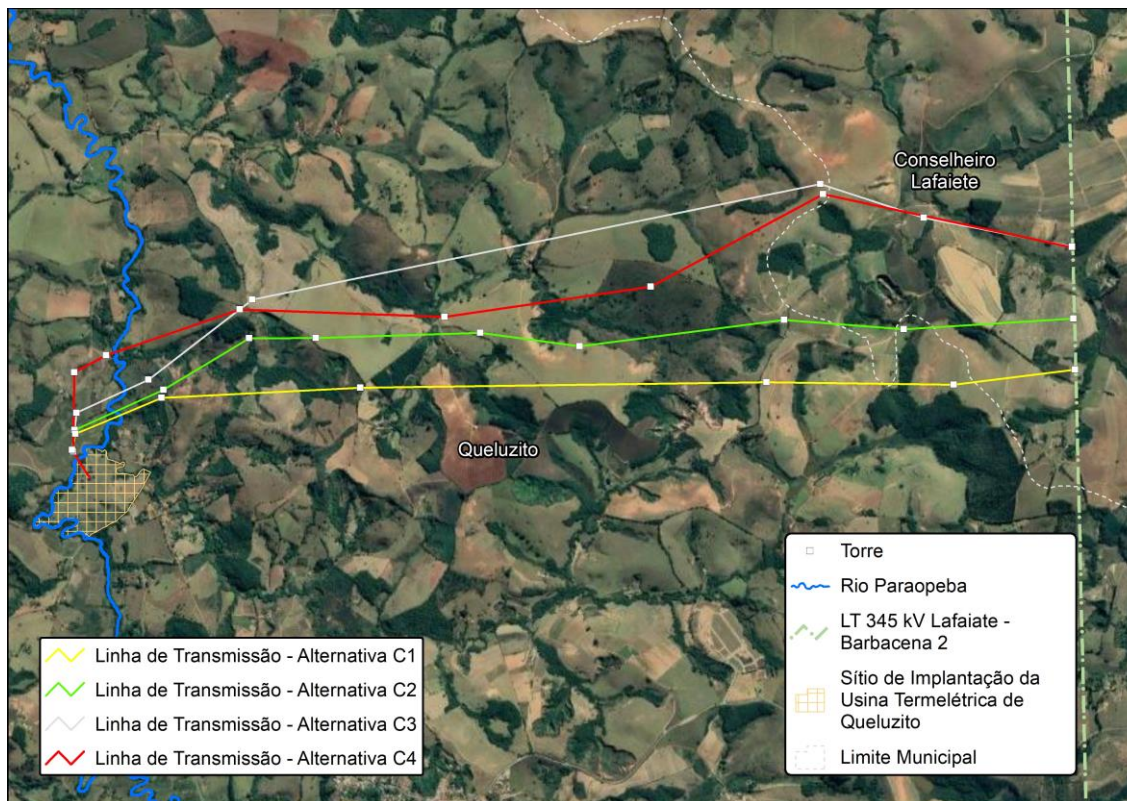 Conselheiro
Lafaiete
Queluzito
Linha de Transmissão - Alternativa C1
Linha de Transmissão - Alternativa C2
Linha de Transmissão - Alternativa C3
Linha de Transmissão - Alternativa C4
Torre
Rio Paraopeba
LT 345 kV Lafaiate -
Barbacena 2
Sítio de Implantação da
Usina Termelétrica de
Queluzito
Limite Municipal